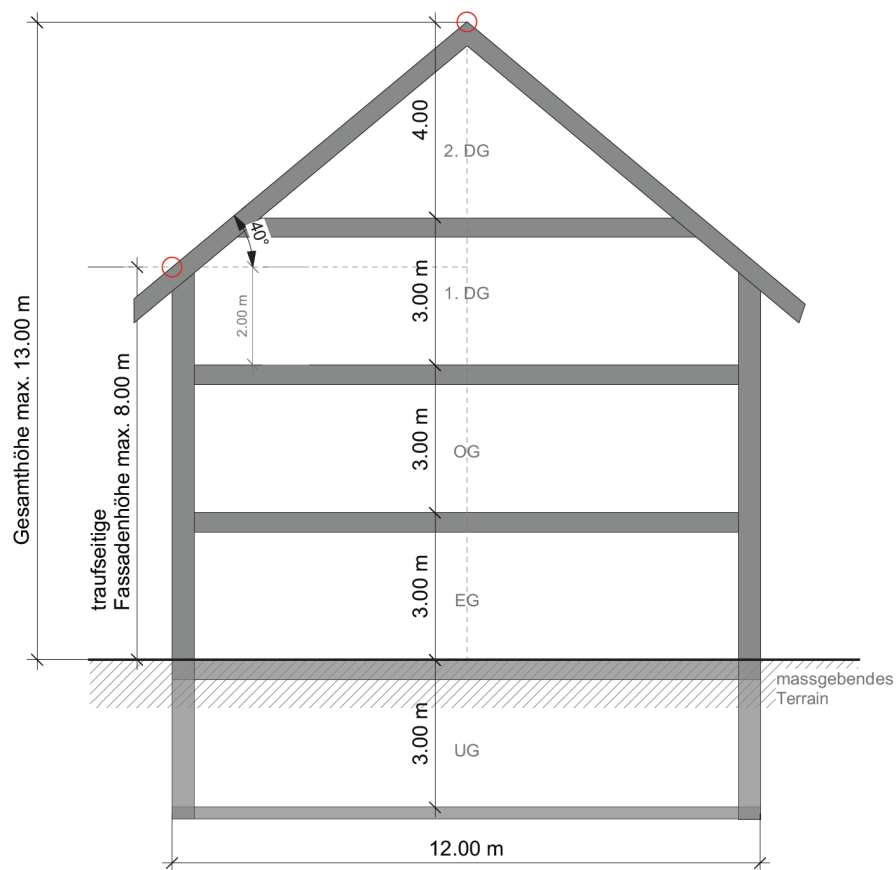 4.00
2. DG
40°
3.00 m
1. DG
2.00 m
Gesamthöhe max. 13.00 m
traufseitige
Fassadenhöhe max. 8.00 m
3.00 m
OG
3.00 m
EG
massgebendes
Terrain
3.00 m
UG
12.00 m